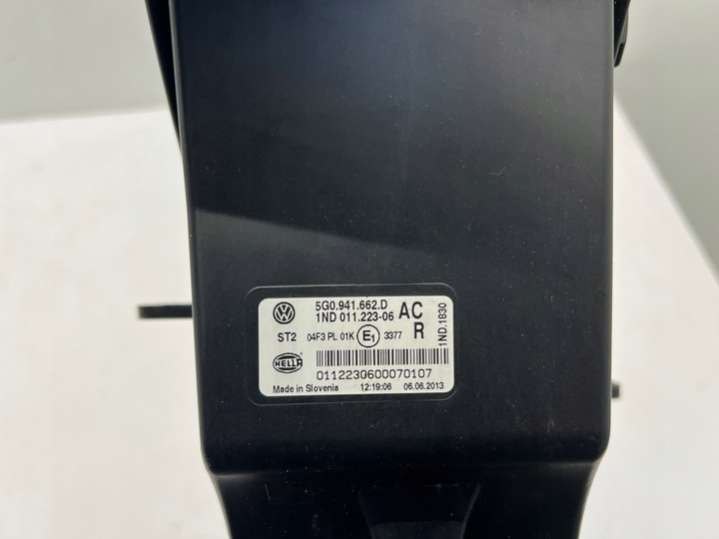 5G0.941.662.D
1ND 011.223-06 AC
ST2 04F3 PL 01K E1 3377 R
1ND.1830
HELLA
0112230600070107
Made in Slovenia 12:19:06 06.06.2013